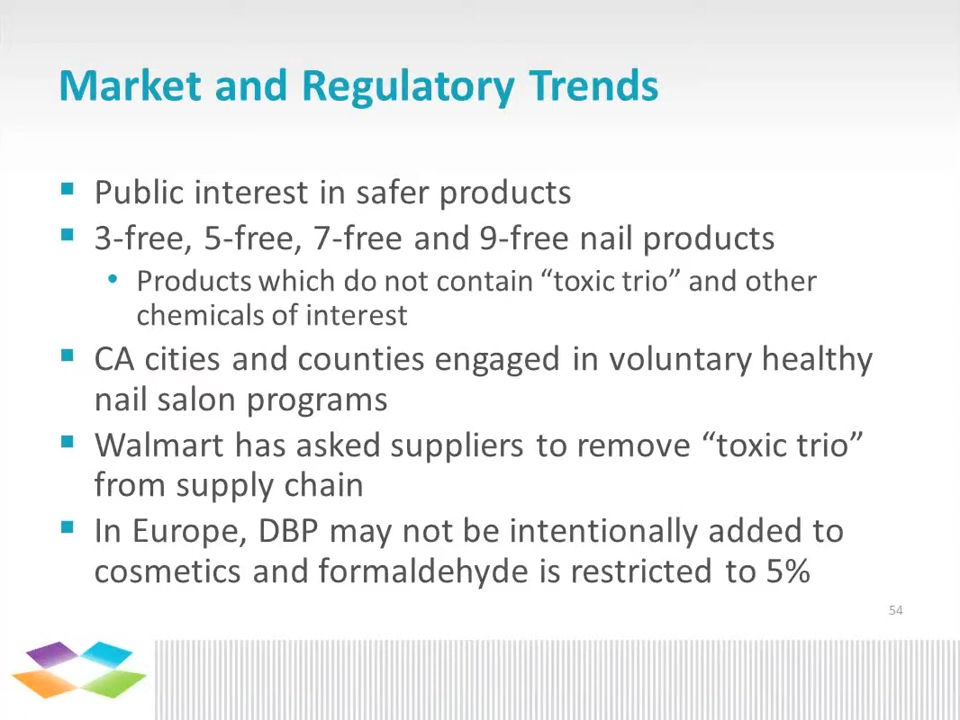 Market and Regulatory Trends
▪ Public interest in safer products
▪ 3-free, 5-free, 7-free and 9-free nail products
• Products which do not contain “toxic trio” and other
chemicals of interest
▪ CA cities and counties engaged in voluntary healthy
nail salon programs
▪ Walmart has asked suppliers to remove “toxic trio”
from supply chain
▪ In Europe, DBP may not be intentionally added to
cosmetics and formaldehyde is restricted to 5%
54